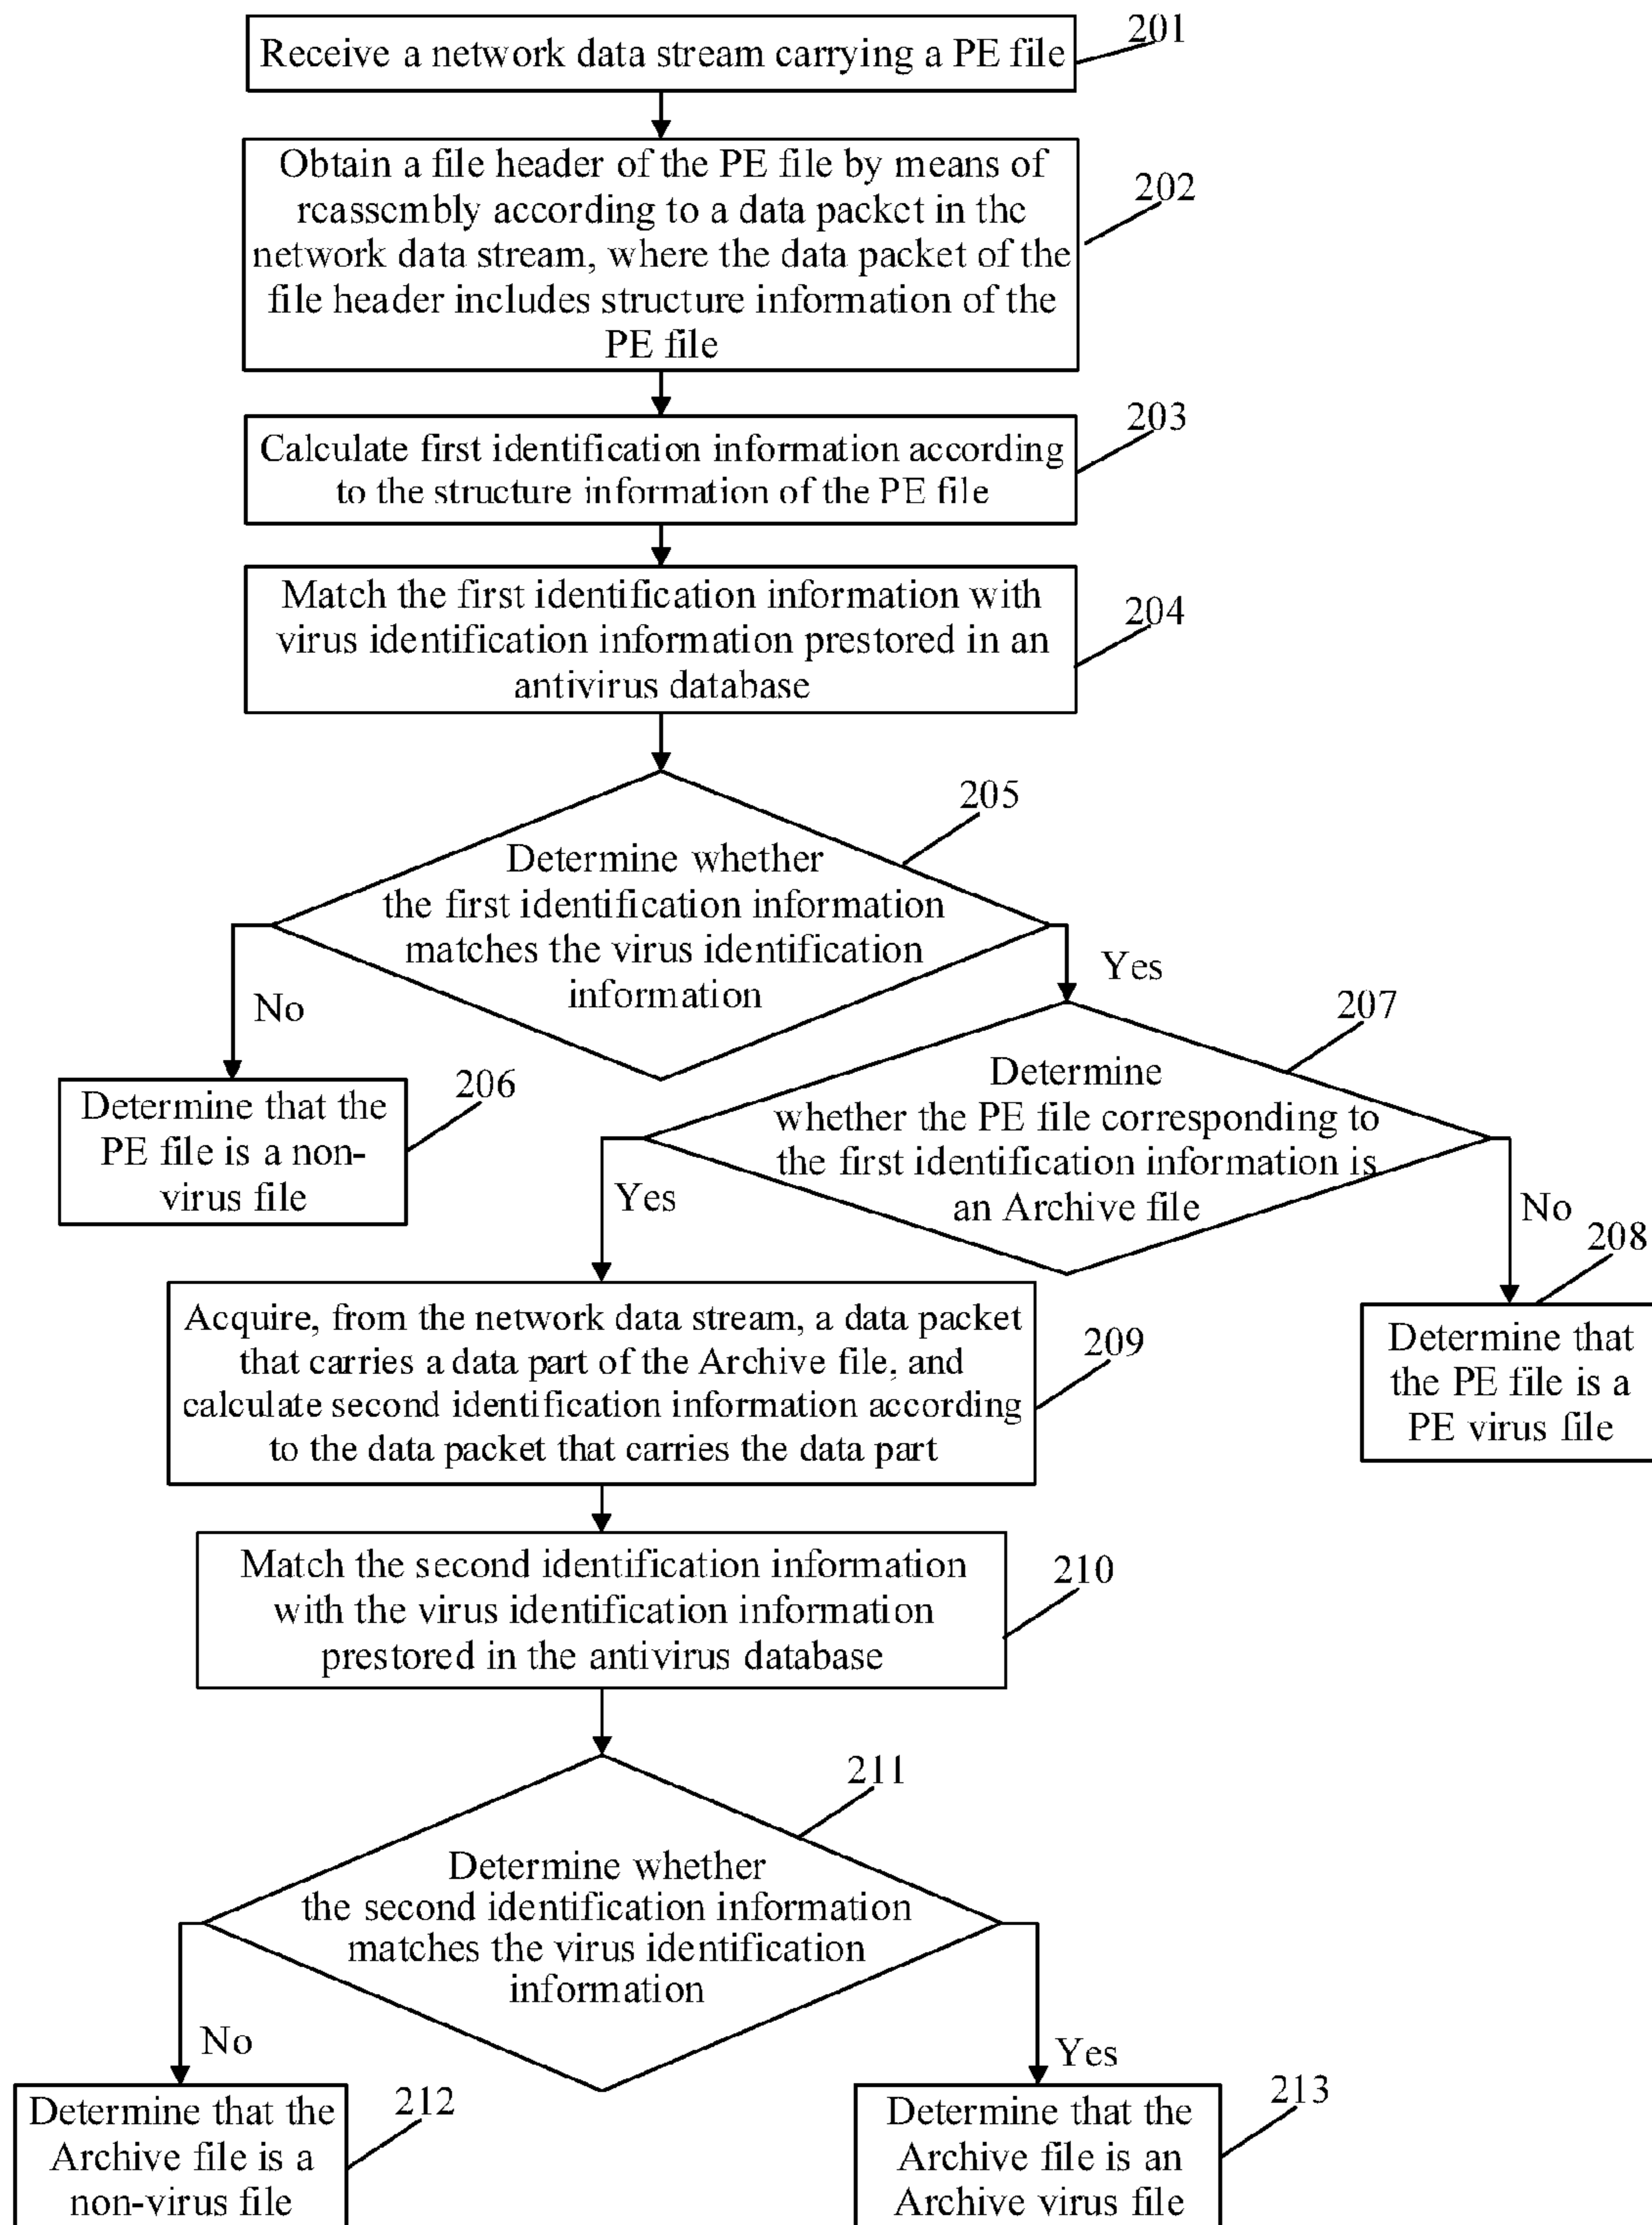 201
Receive a network data stream carrying a PE file
Obtain a file header of the PE file by means of
reassembly according to a data packet in the
network data stream, where the data packet of the
file header includes structure information of the
PE file
202
203
Calculate first identification information according
to the structure information of the PE file
Match the first identification information with
virus identification information prestored in an
antivirus database
204
205
Determine whether
the first identification information
matches the virus identification
information
No
Yes
206
Determine that the
PE file is a non-
virus file
207
Determine
whether the PE file corresponding to
the first identification information is
an Archive file
Yes
No
208
Determine that
the PE file is a
PE virus file
Acquire, from the network data stream, a data packet
that carries a data part of the Archive file, and
calculate second identification information according
to the data packet that carries the data part
209
Match the second identification information
with the virus identification information
prestored in the antivirus database
210
211
Determine whether
the second identification information
matches the virus identification
information
No
Yes
Determine that the
Archive file is a
non-virus file
212
Determine that the
Archive file is an
Archive virus file
213